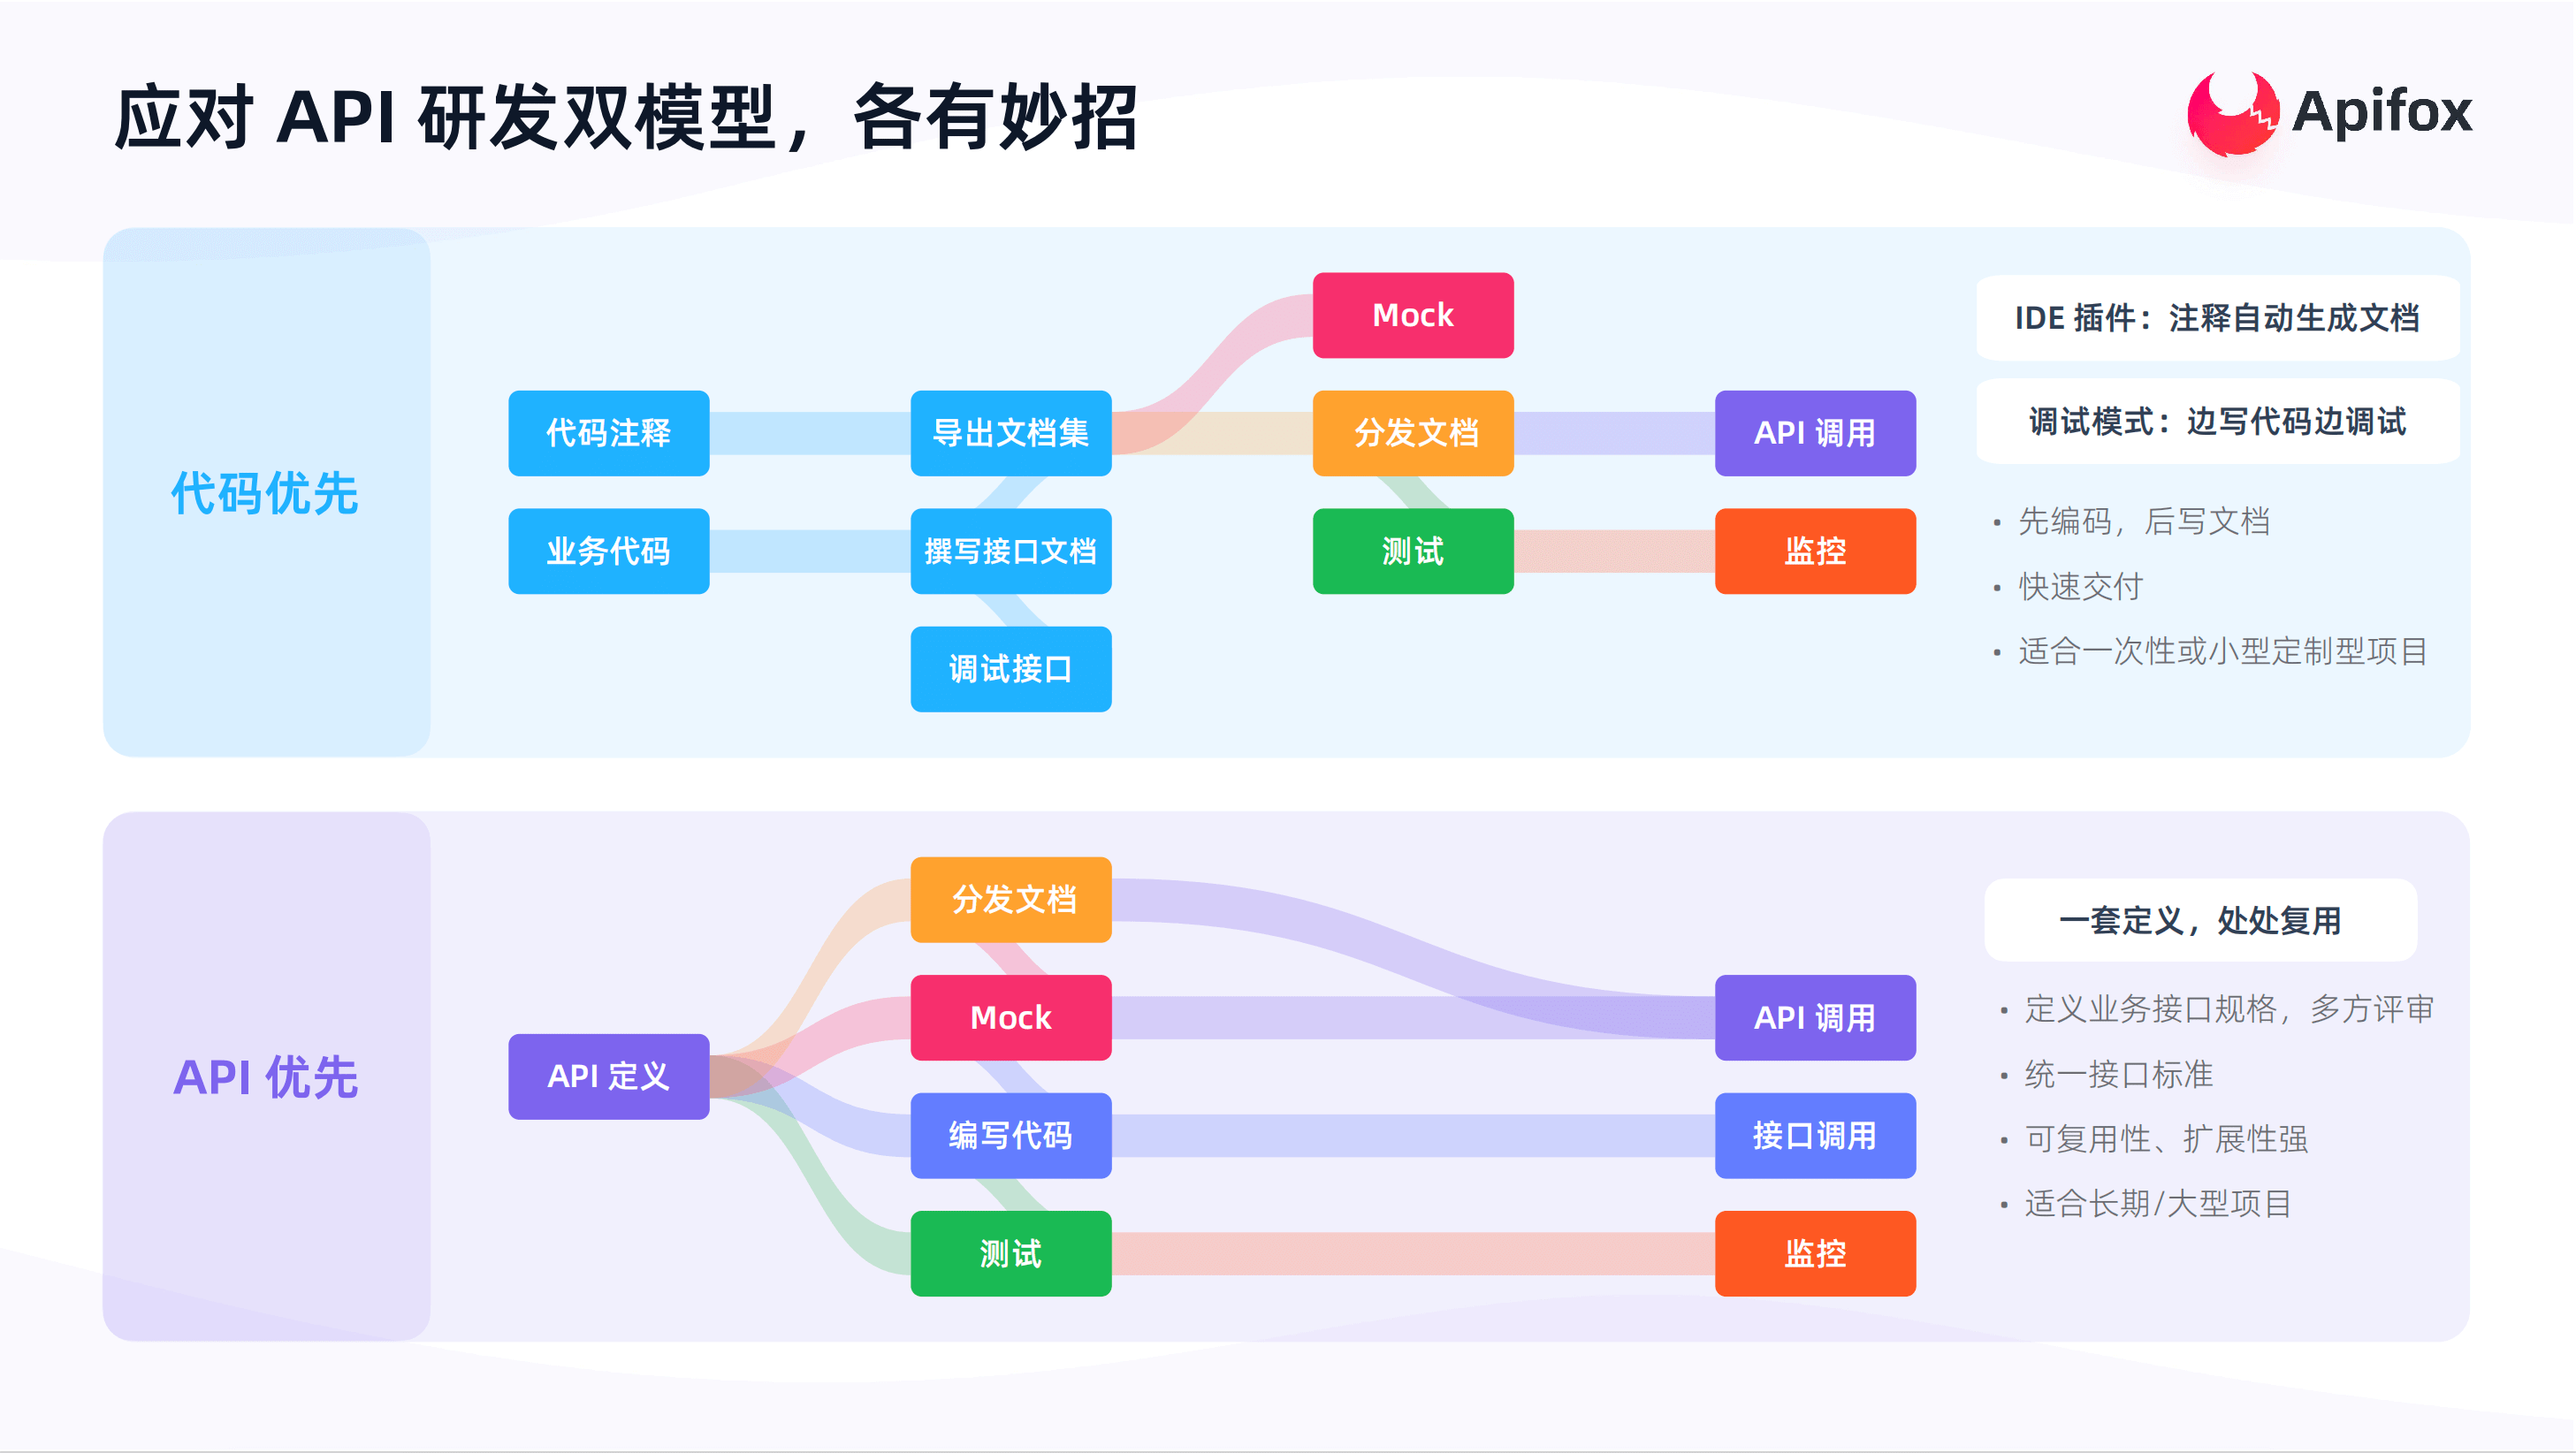 应对 API 研发双模型，各有妙招
Apifox
代码优先
代码注释
业务代码
导出文档集
撰写接口文档
调试接口
Mock
分发文档
测试
API 调用
监控
IDE 插件：注释自动生成文档
调试模式：边写代码边调试
• 先编码，后写文档
• 快速交付
• 适合一次性或小型定制型项目
API 优先
API 定义
分发文档
Mock
编写代码
测试
API 调用
接口调用
监控
一套定义，处处复用
• 定义业务接口规格，多方评审
• 统一接口标准
• 可复用性、扩展性强
• 适合长期/大型项目